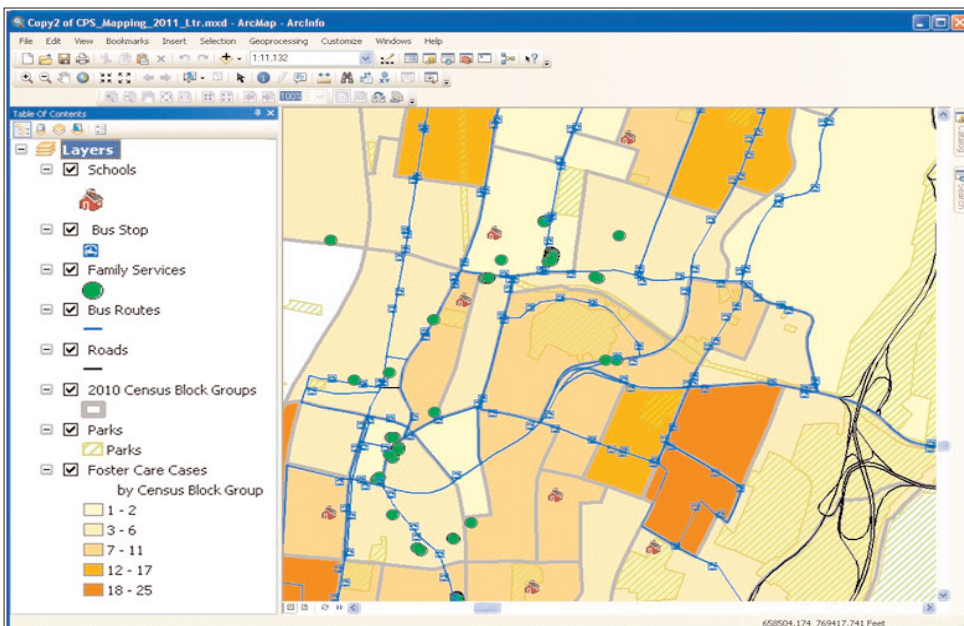 Copy2 of CPS_Mapping_2011_Ltr.mxd - ArcMap - ArcInfo
File Edit View Bookmarks Insert Selection Geoprocessing Customize Windows Help
1:11,132
100%
Table Of Contents
Layers
Schools
Bus Stop
Family Services
Bus Routes
Roads
2010 Census Block Groups
Parks
Parks
Foster Care Cases
by Census Block Group
1 - 2
3 - 6
7 - 11
12 - 17
18 - 25
Catalog
Search
658504.174 769417.741 Feet